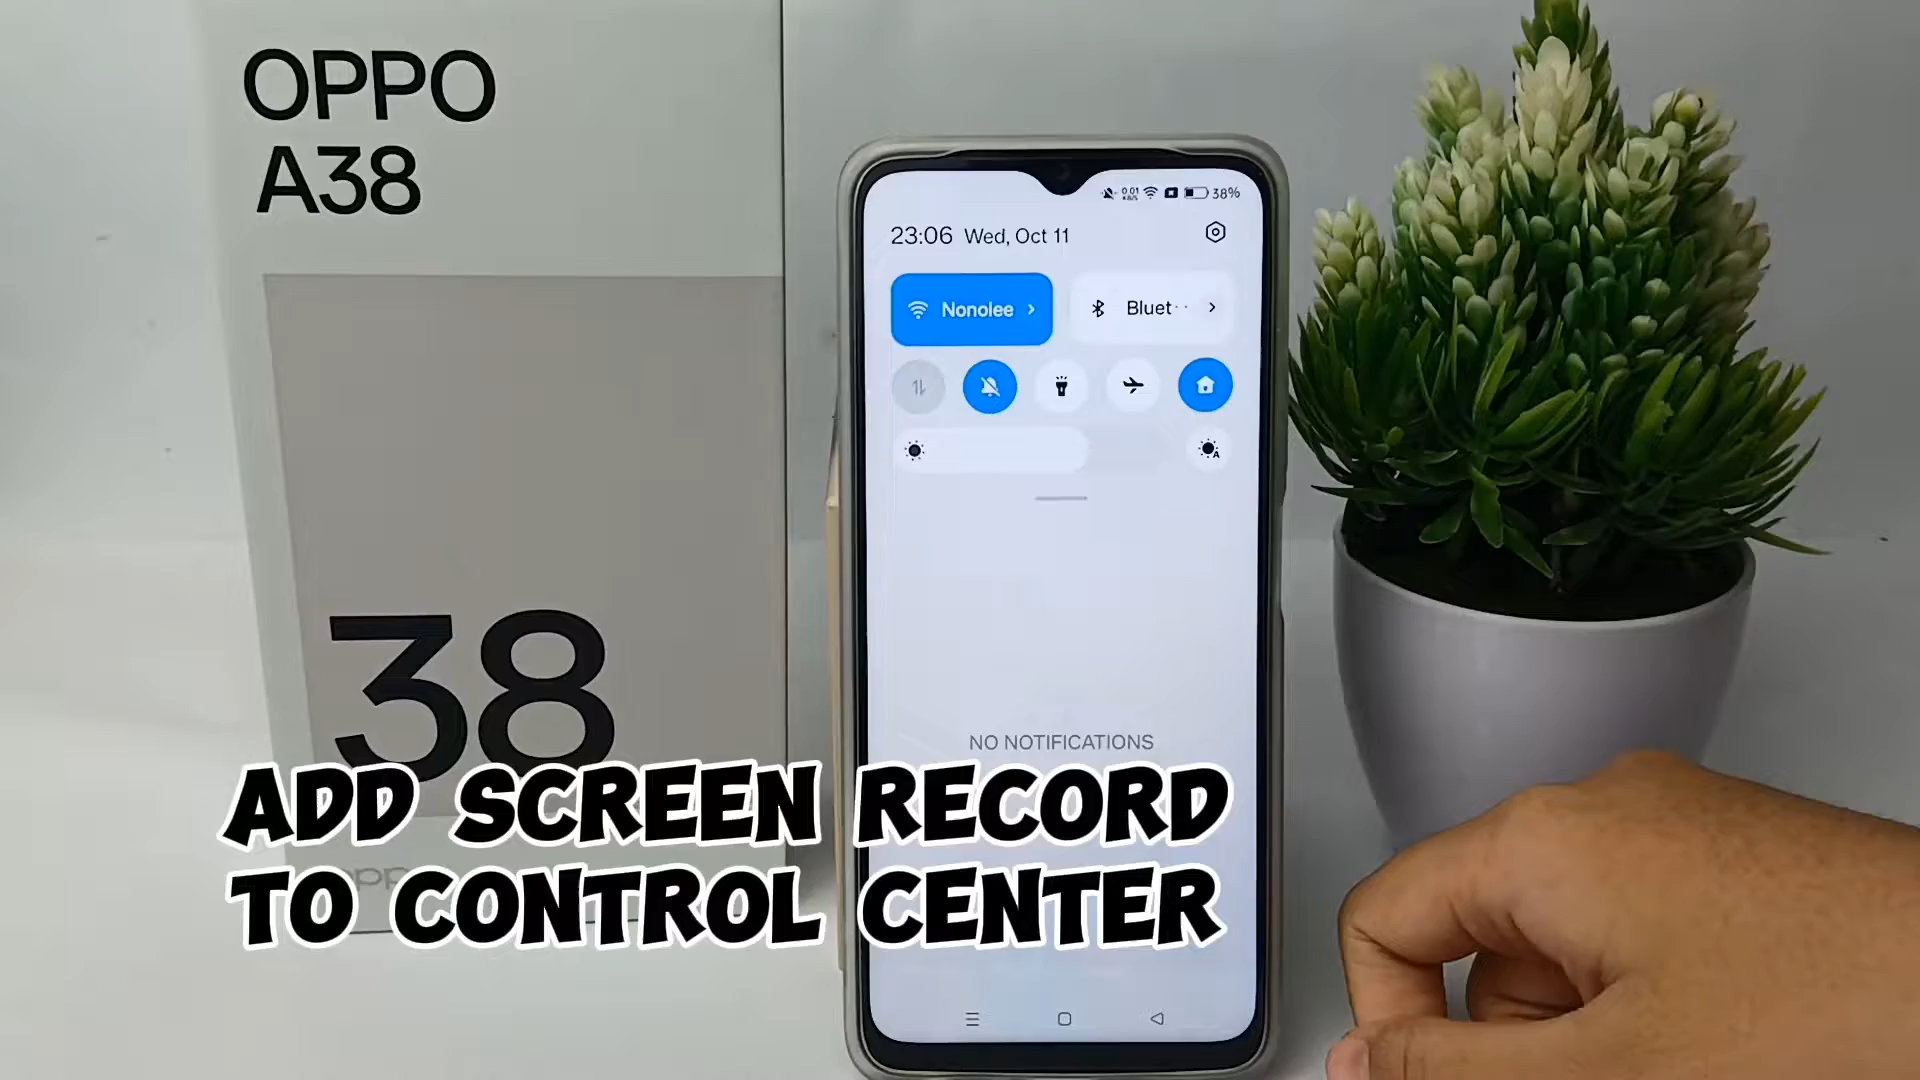 OPPO
A38
38%
23:06 Wed, Oct 11
Nonolee
Bluet
38
NO NOTIFICATIONS
ADD SCREEN RECORD
TO CONTROL CENTER